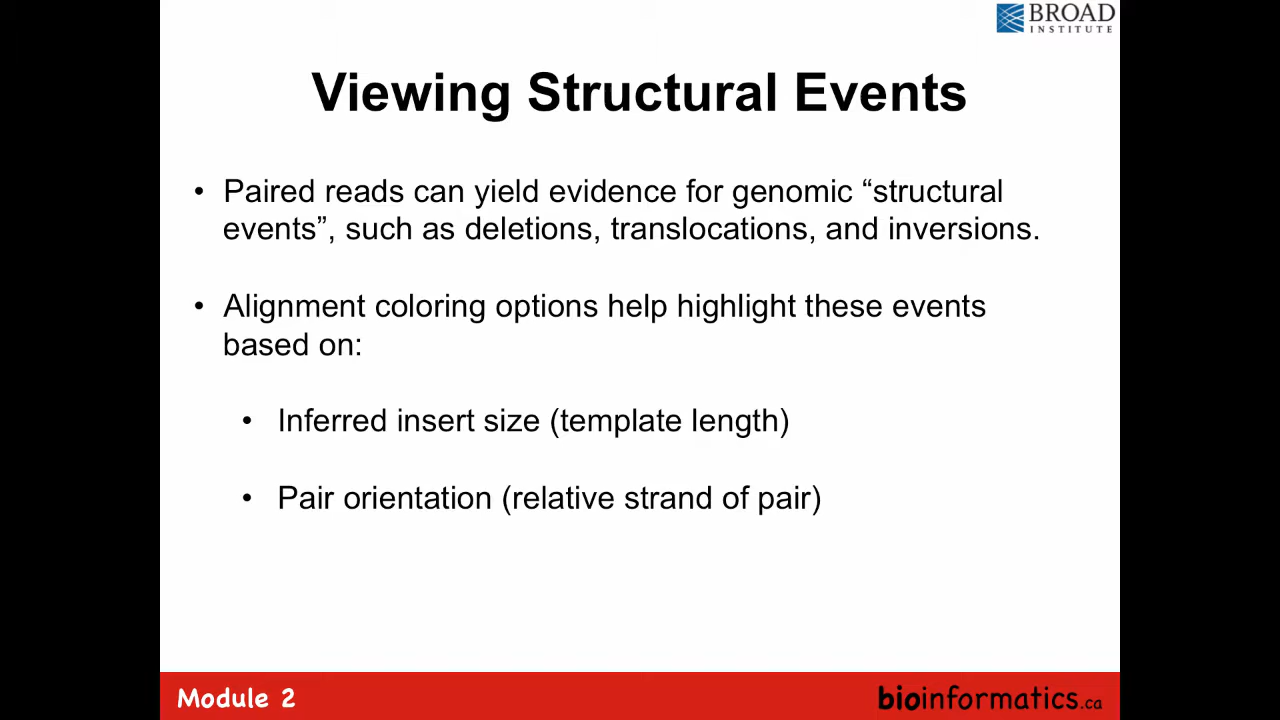 BROAD
INSTITUTE
Viewing Structural Events
• Paired reads can yield evidence for genomic “structural
events”, such as deletions, translocations, and inversions.
• Alignment coloring options help highlight these events
based on:
• Inferred insert size (template length)
• Pair orientation (relative strand of pair)
Module 2
bioinformatics.ca